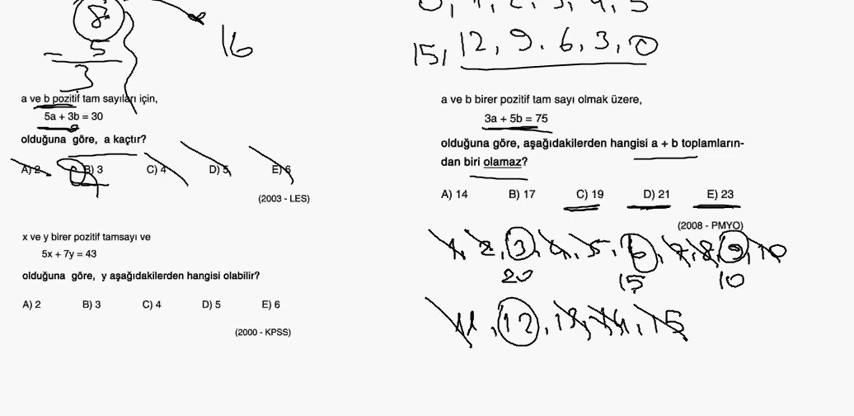 8
- 5
3
16
0, 1, 2, 3, 4, 5
15, 12, 9, 6, 3, 0
a ve b pozitif tam sayıları için,
5a + 3b = 30
olduğuna göre, a kaçtır?
A) 2 B) 3 C) 4 D) 5 E) 6
(2003 - LES)
x ve y birer pozitif tamsayı ve
5x + 7y = 43
olduğuna göre, y aşağıdakilerden hangisi olabilir?
A) 2 B) 3 C) 4 D) 5 E) 6
(2000 - KPSS)
a ve b birer pozitif tam sayı olmak üzere,
3a + 5b = 75
olduğuna göre, aşağıdakilerden hangisi a + b toplamların-
dan biri olamaz?
A) 14 B) 17 C) 19 D) 21 E) 23
(2008 - PMYO)
1, 2, 3, 4, 5, 6, 7, 8, 9, 10
20 15 10
11, 12, 13, 14, 15